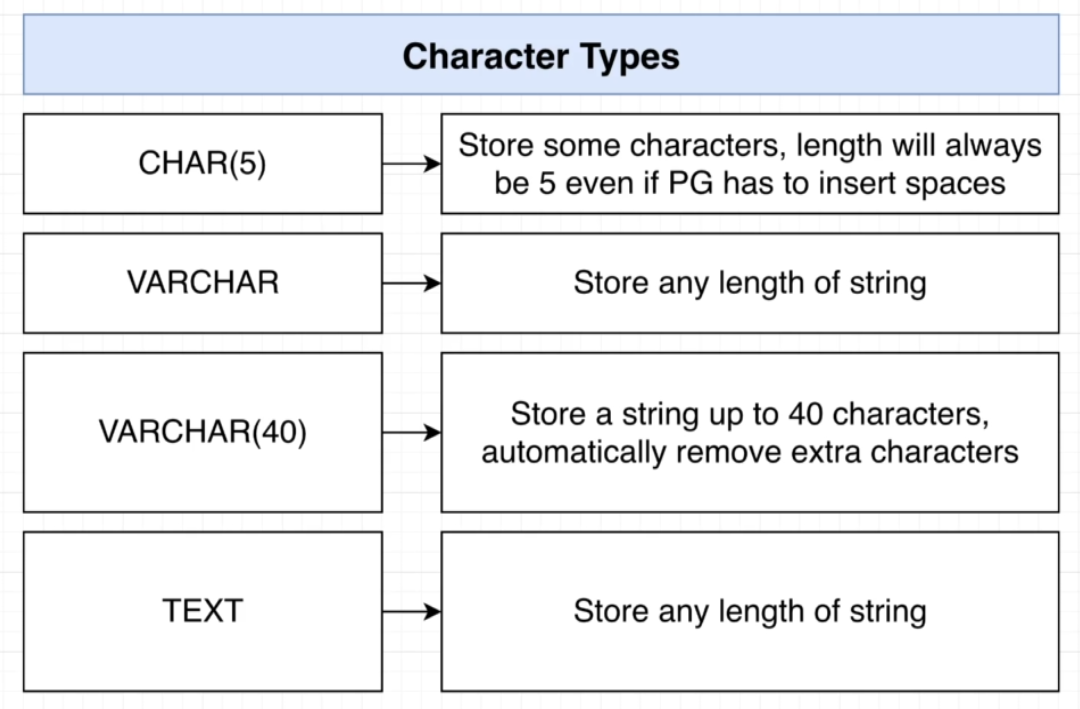 Character Types
CHAR(5)
Store some characters, length will always
be 5 even if PG has to insert spaces
VARCHAR
Store any length of string
VARCHAR(40)
Store a string up to 40 characters,
automatically remove extra characters
TEXT
Store any length of string